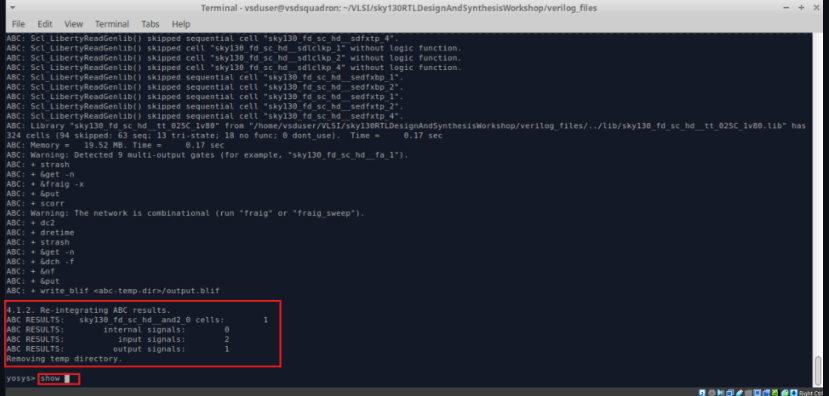 Terminal - vsduser@vsdsquadron: ~/VLSI/sky130RTLDesignAndSynthesisWorkshop/verilog_files
File Edit View Terminal Tabs Help
ABC: Scl_LibertyReadGenlib() skipped sequential cell "sky130_fd_sc_hd__sdfxtp_4".
ABC: Scl_LibertyReadGenlib() skipped cell "sky130_fd_sc_hd__sdlclkp_1" without logic function.
ABC: Scl_LibertyReadGenlib() skipped cell "sky130_fd_sc_hd__sdlclkp_2" without logic function.
ABC: Scl_LibertyReadGenlib() skipped cell "sky130_fd_sc_hd__sdlclkp_4" without logic function.
ABC: Scl_LibertyReadGenlib() skipped sequential cell "sky130_fd_sc_hd__sedfxbp_1".
ABC: Scl_LibertyReadGenlib() skipped sequential cell "sky130_fd_sc_hd__sedfxbp_2".
ABC: Scl_LibertyReadGenlib() skipped sequential cell "sky130_fd_sc_hd__sedfxtp_1".
ABC: Scl_LibertyReadGenlib() skipped sequential cell "sky130_fd_sc_hd__sedfxtp_2".
ABC: Scl_LibertyReadGenlib() skipped sequential cell "sky130_fd_sc_hd__sedfxtp_4".
ABC: Library "sky130_fd_sc_hd__tt_025C_1v80" from "/home/vsduser/VLSI/sky130RTLDesignAndSynthesisWorkshop/verilog_files/../lib/sky130_fd_sc_hd__tt_025C_1v80.lib" has
324 cells (94 skipped: 63 seq; 13 tri-state; 18 no func; 0 dont_use). Time = 0.17 sec
ABC: Memory = 19.52 MB. Time = 0.17 sec
ABC: Warning: Detected 9 multi-output gates (for example, "sky130_fd_sc_hd__fa_1").
ABC: + strash
ABC: + &get -n
ABC: + &fraig -x
ABC: + &put
ABC: + scorr
ABC: Warning: The network is combinational (run "fraig" or "fraig_sweep").
ABC: + dc2
ABC: + dretime
ABC: + strash
ABC: + &get -n
ABC: + &dch -f
ABC: + &nf
ABC: + &put
ABC: + write_blif <abc-temp-dir>/output.blif
4.1.2. Re-integrating ABC results.
ABC RESULTS: sky130_fd_sc_hd__and2_0 cells: 1
ABC RESULTS: internal signals: 0
ABC RESULTS: input signals: 2
ABC RESULTS: output signals: 1
Removing temp directory.
yosys> show
Right Ctrl